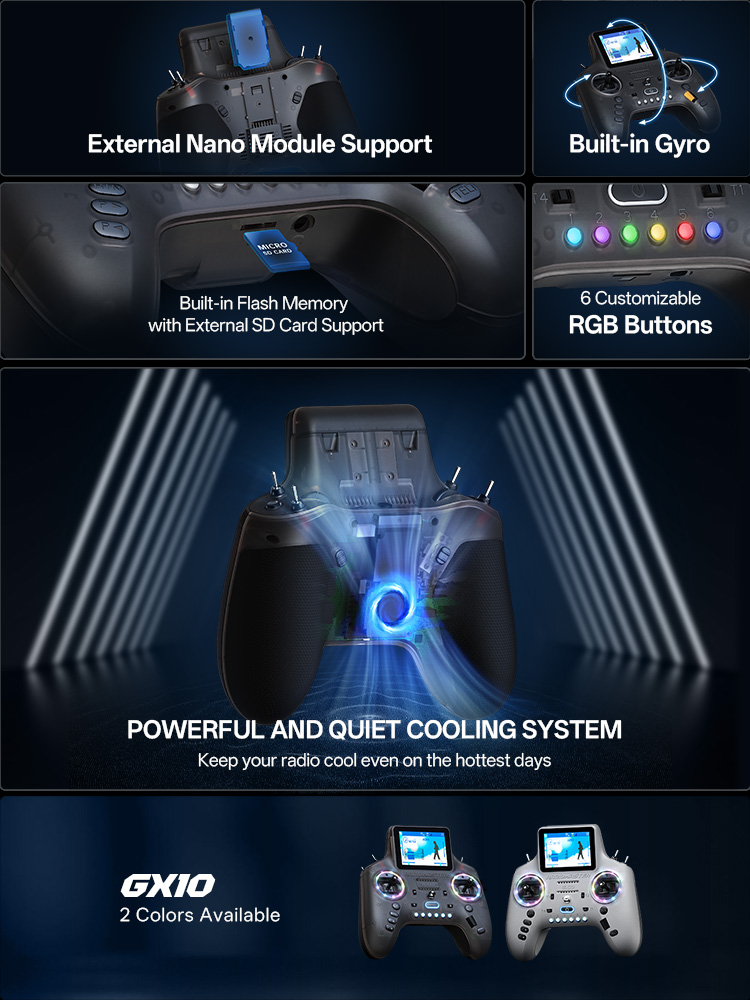 External Nano Module Support
Built-in Gyro
MICRO
SD CARD
Built-in Flash Memory
with External SD Card Support
T4
T1
1 2 3 4 5 6
6 Customizable
RGB Buttons
POWERFUL AND QUIET COOLING SYSTEM
Keep your radio cool even on the hottest days
GX10
2 Colors Available